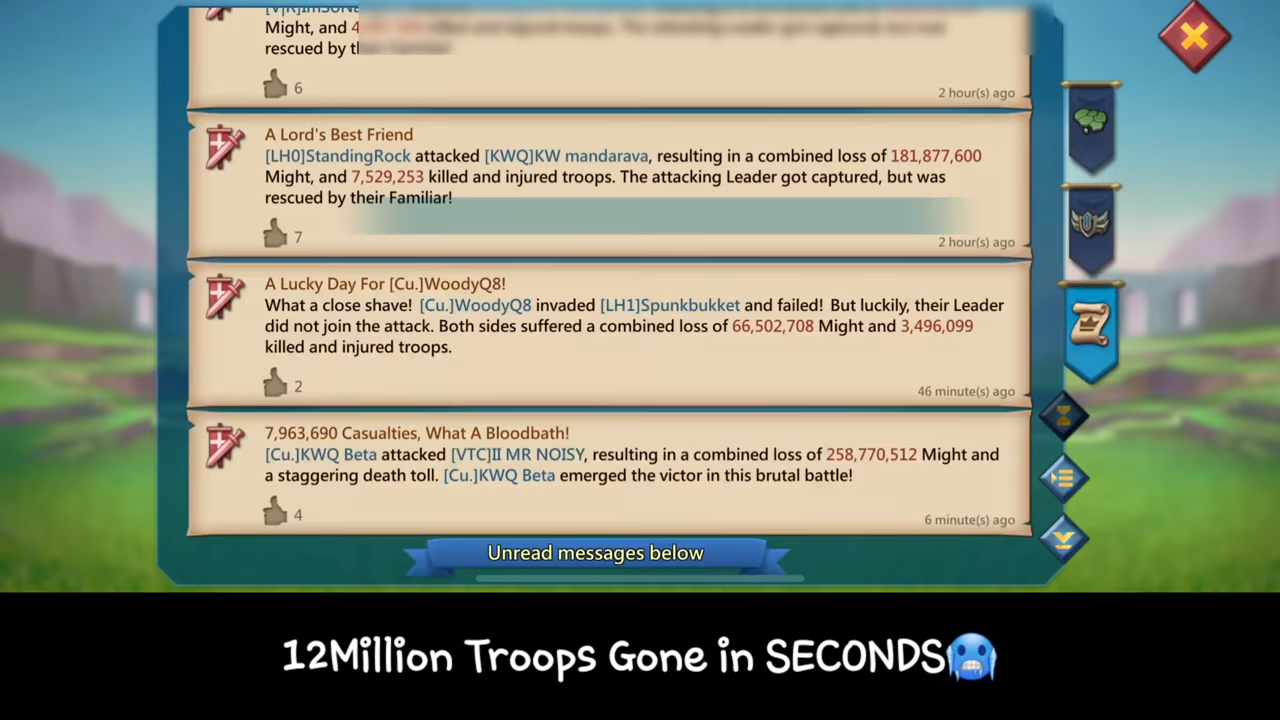 Might, and 4
rescued by
6
2 hour(s) ago
A Lord's Best Friend
[LH0]StandingRock attacked [KWQ]KW mandarava, resulting in a combined loss of 181,877,600
Might, and 7,529,253 killed and injured troops. The attacking Leader got captured, but was
rescued by their Familiar!
7
2 hour(s) ago
A Lucky Day For [Cu.]WoodyQ8!
What a close shave! [Cu.]WoodyQ8 invaded [LH1]Spunkbukket and failed! But luckily, their Leader
did not join the attack. Both sides suffered a combined loss of 66,502,708 Might and 3,496,099
killed and injured troops.
2
46 minute(s) ago
7,963,690 Casualties, What A Bloodbath!
[Cu.]KWQ Beta attacked [VTC]II MR NOISY, resulting in a combined loss of 258,770,512 Might and
a staggering death toll. [Cu.]KWQ Beta emerged the victor in this brutal battle!
4
6 minute(s) ago
Unread messages below
12Million Troops Gone in SECONDS🥶